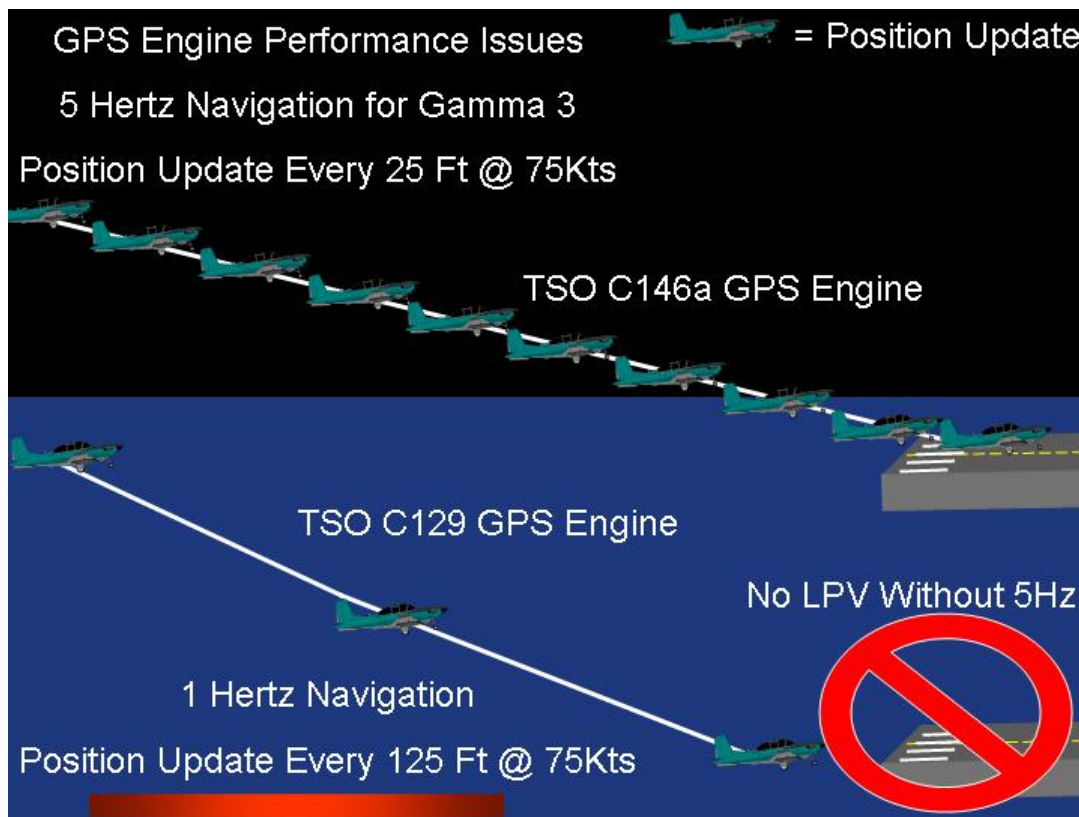 GPS Engine Performance Issues
= Position Update
5 Hertz Navigation for Gamma 3
Position Update Every 25 Ft @ 75Kts
TSO C146a GPS Engine
TSO C129 GPS Engine
No LPV Without 5Hz
1 Hertz Navigation
Position Update Every 125 Ft @ 75Kts